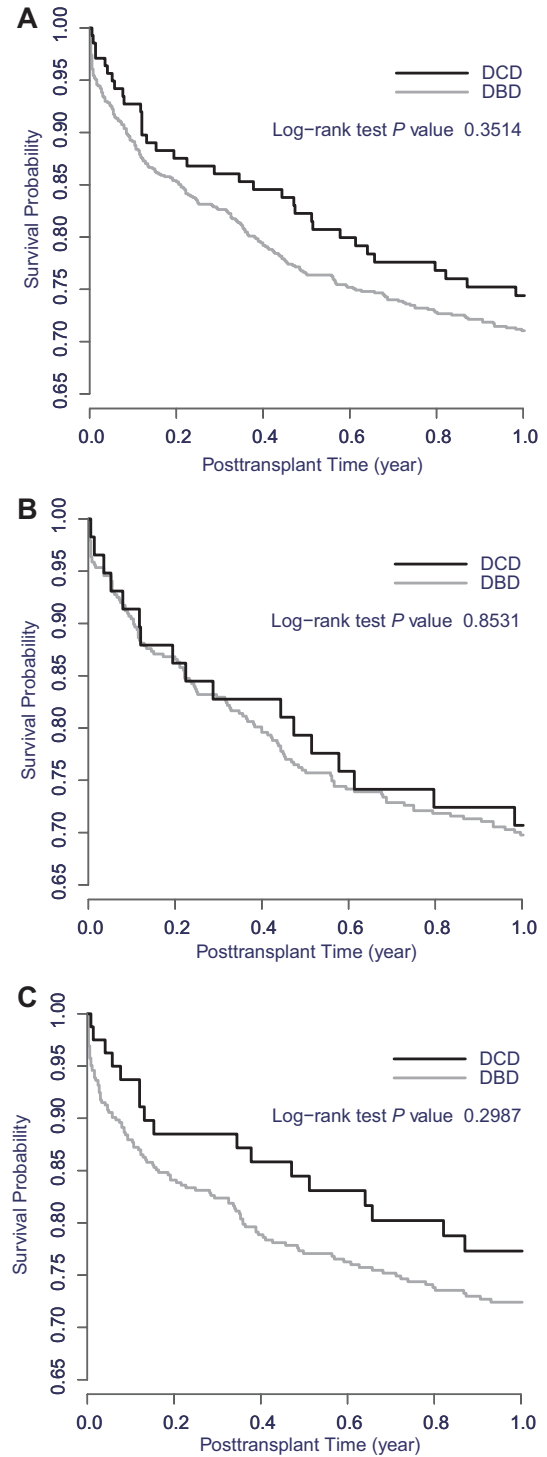 A
1.00
0.95
0.90
0.85
0.80
0.75
0.70
0.65
Survival Probability
DCD
DBD
Log−rank test P value 0.3514
0.0 0.2 0.4 0.6 0.8 1.0
Posttransplant Time (year)
B
1.00
0.95
0.90
0.85
0.80
0.75
0.70
0.65
Survival Probability
DCD
DBD
Log−rank test P value 0.8531
0.0 0.2 0.4 0.6 0.8 1.0
Posttransplant Time (year)
C
1.00
0.95
0.90
0.85
0.80
0.75
0.70
0.65
Survival Probability
DCD
DBD
Log−rank test P value 0.2987
0.0 0.2 0.4 0.6 0.8 1.0
Posttransplant Time (year)